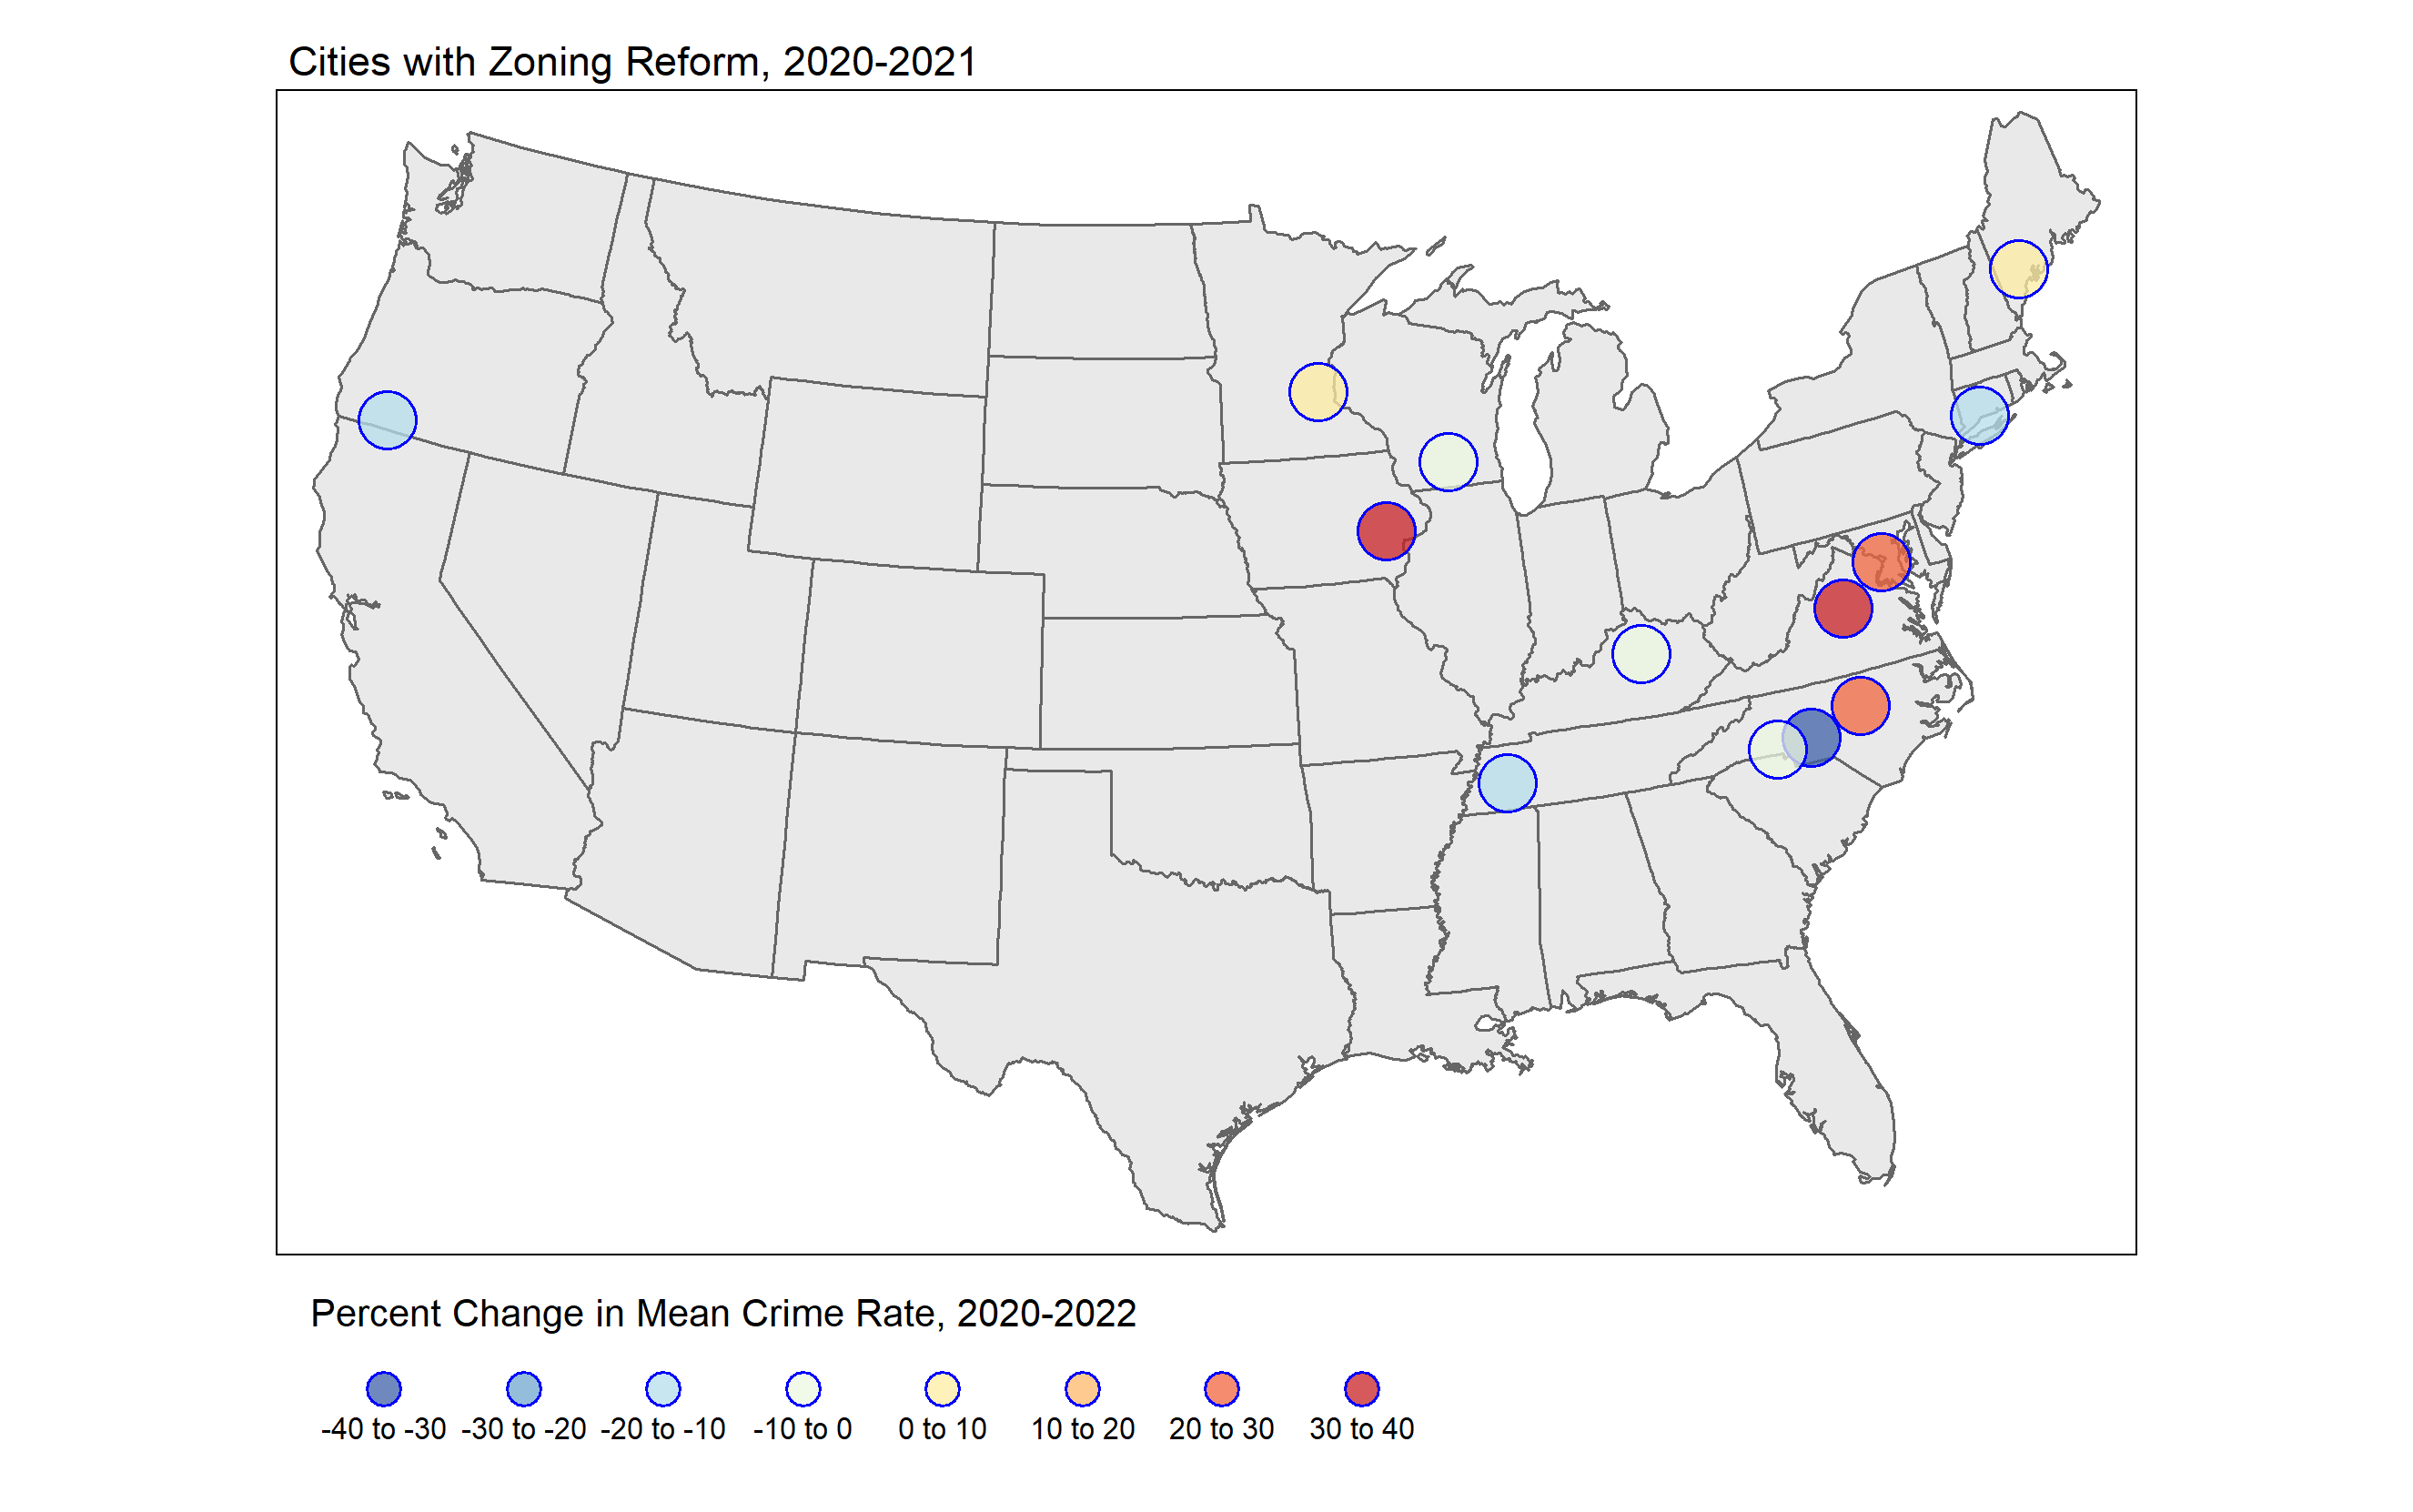 Cities with Zoning Reform, 2020-2021
Percent Change in Mean Crime Rate, 2020-2022
-40 to -30 -30 to -20 -20 to -10 -10 to 0 0 to 10 10 to 20 20 to 30 30 to 40